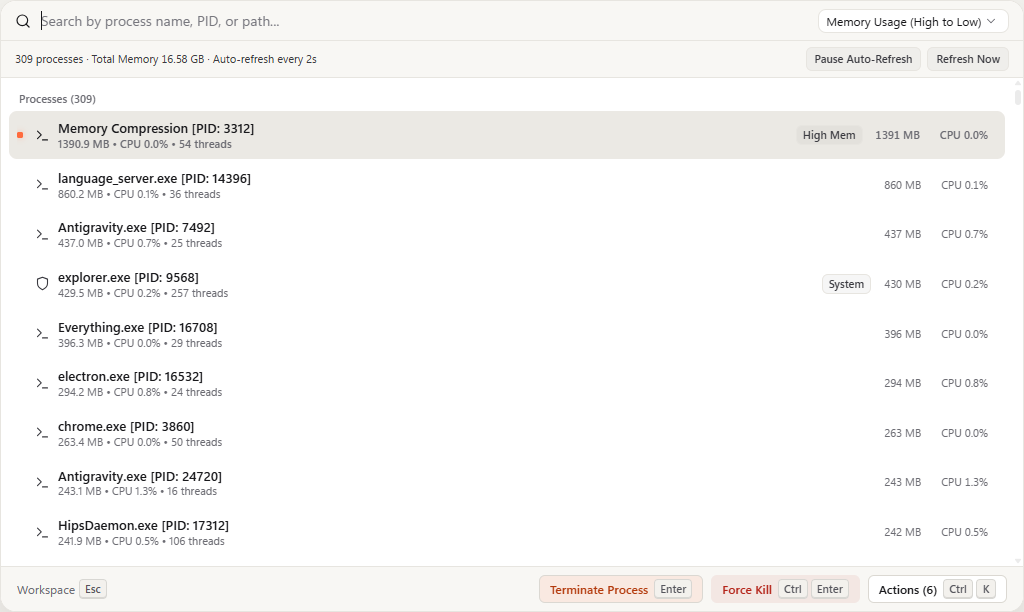 Search by process name, PID, or path...
Memory Usage (High to Low)
309 processes · Total Memory 16.58 GB · Auto-refresh every 2s
Pause Auto-Refresh
Refresh Now
Processes (309)
Memory Compression [PID: 3312]
1390.9 MB • CPU 0.0% • 54 threads
High Mem 1391 MB CPU 0.0%
language_server.exe [PID: 14396]
860.2 MB • CPU 0.1% • 36 threads
860 MB CPU 0.1%
Antigravity.exe [PID: 7492]
437.0 MB • CPU 0.7% • 25 threads
437 MB CPU 0.7%
explorer.exe [PID: 9568]
429.5 MB • CPU 0.2% • 257 threads
System 430 MB CPU 0.2%
Everything.exe [PID: 16708]
396.3 MB • CPU 0.0% • 29 threads
396 MB CPU 0.0%
electron.exe [PID: 16532]
294.2 MB • CPU 0.8% • 24 threads
294 MB CPU 0.8%
chrome.exe [PID: 3860]
263.4 MB • CPU 0.0% • 50 threads
263 MB CPU 0.0%
Antigravity.exe [PID: 24720]
243.1 MB • CPU 1.3% • 16 threads
243 MB CPU 1.3%
HipsDaemon.exe [PID: 17312]
241.9 MB • CPU 0.5% • 106 threads
242 MB CPU 0.5%
Workspace Esc
Terminate Process Enter
Force Kill Ctrl Enter
Actions (6) Ctrl K